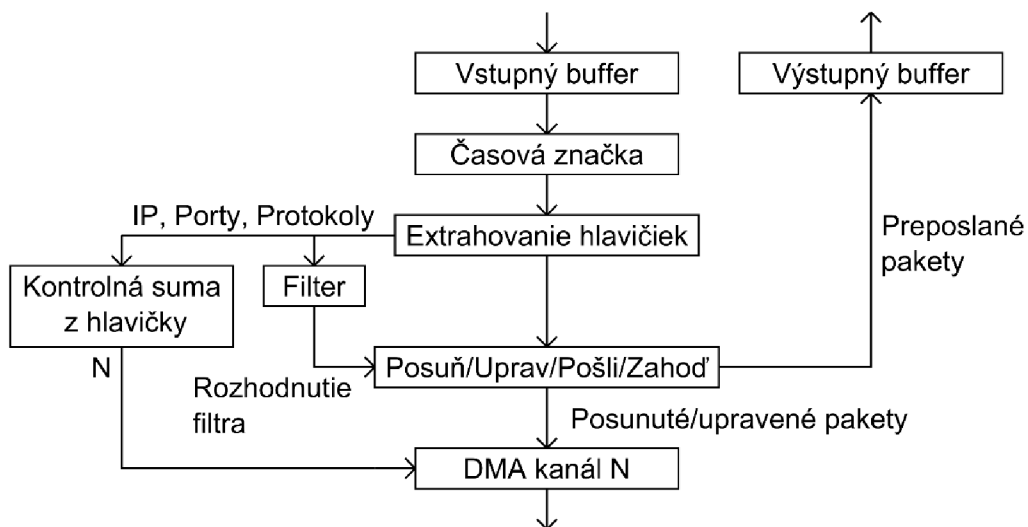 Vstupný buffer
Výstupný buffer
Časová značka
IP, Porty, Protokoly
Extrahovanie hlavičiek
Preposlané
pakety
Kontrolná suma
z hlavičky
Filter
N
Rozhodnutie
filtra
Posuň/Uprav/Pošli/Zahoď
Posunuté/upravené pakety
DMA kanál N